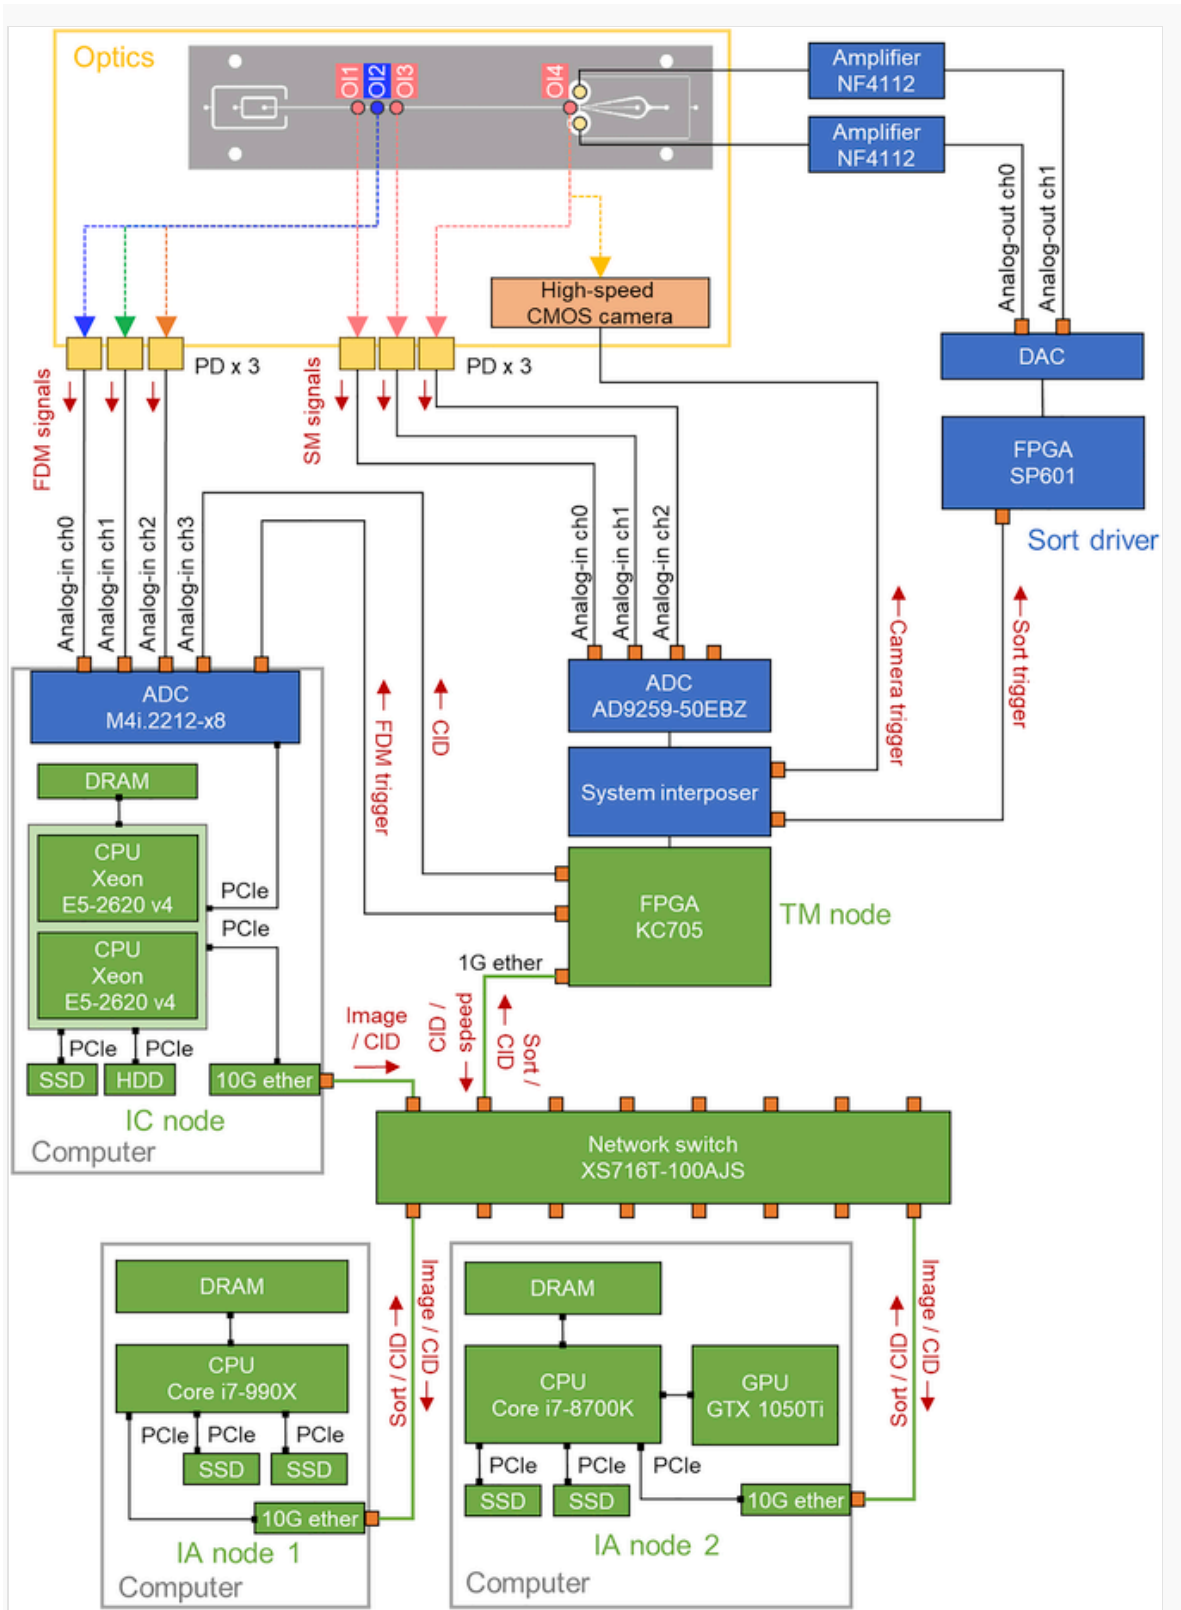 Optics
OI1
OI2
OI3
OI4
Amplifier
NF4112
Amplifier
NF4112
Analog-out ch0
Analog-out ch1
High-speed
CMOS camera
PD x 3
PD x 3
FDM signals
SM signals
DAC
FPGA
SP601
Sort driver
Analog-in ch0
Analog-in ch1
Analog-in ch2
Analog-in ch3
Analog-in ch0
Analog-in ch1
Analog-in ch2
ADC
M4i.2212-x8
FDM trigger
CID
ADC
AD9259-50EBZ
Camera trigger
Sort trigger
System interposer
DRAM
CPU
Xeon
E5-2620 v4
CPU
Xeon
E5-2620 v4
PCIe
PCIe
FPGA
KC705
TM node
1G ether
PCIe
PCIe
SSD
HDD
10G ether
IC node
Computer
Image
/ CID
CID /
speeds
Sort /
CID
Network switch
XS716T-100AJS
DRAM
CPU
Core i7-990X
PCIe
PCIe
PCIe
SSD
SSD
10G ether
IA node 1
Computer
Sort / CID
Image / CID
DRAM
CPU
Core i7-8700K
GPU
GTX 1050Ti
PCIe
PCIe
PCIe
SSD
SSD
10G ether
IA node 2
Computer
Sort / CID
Image / CID